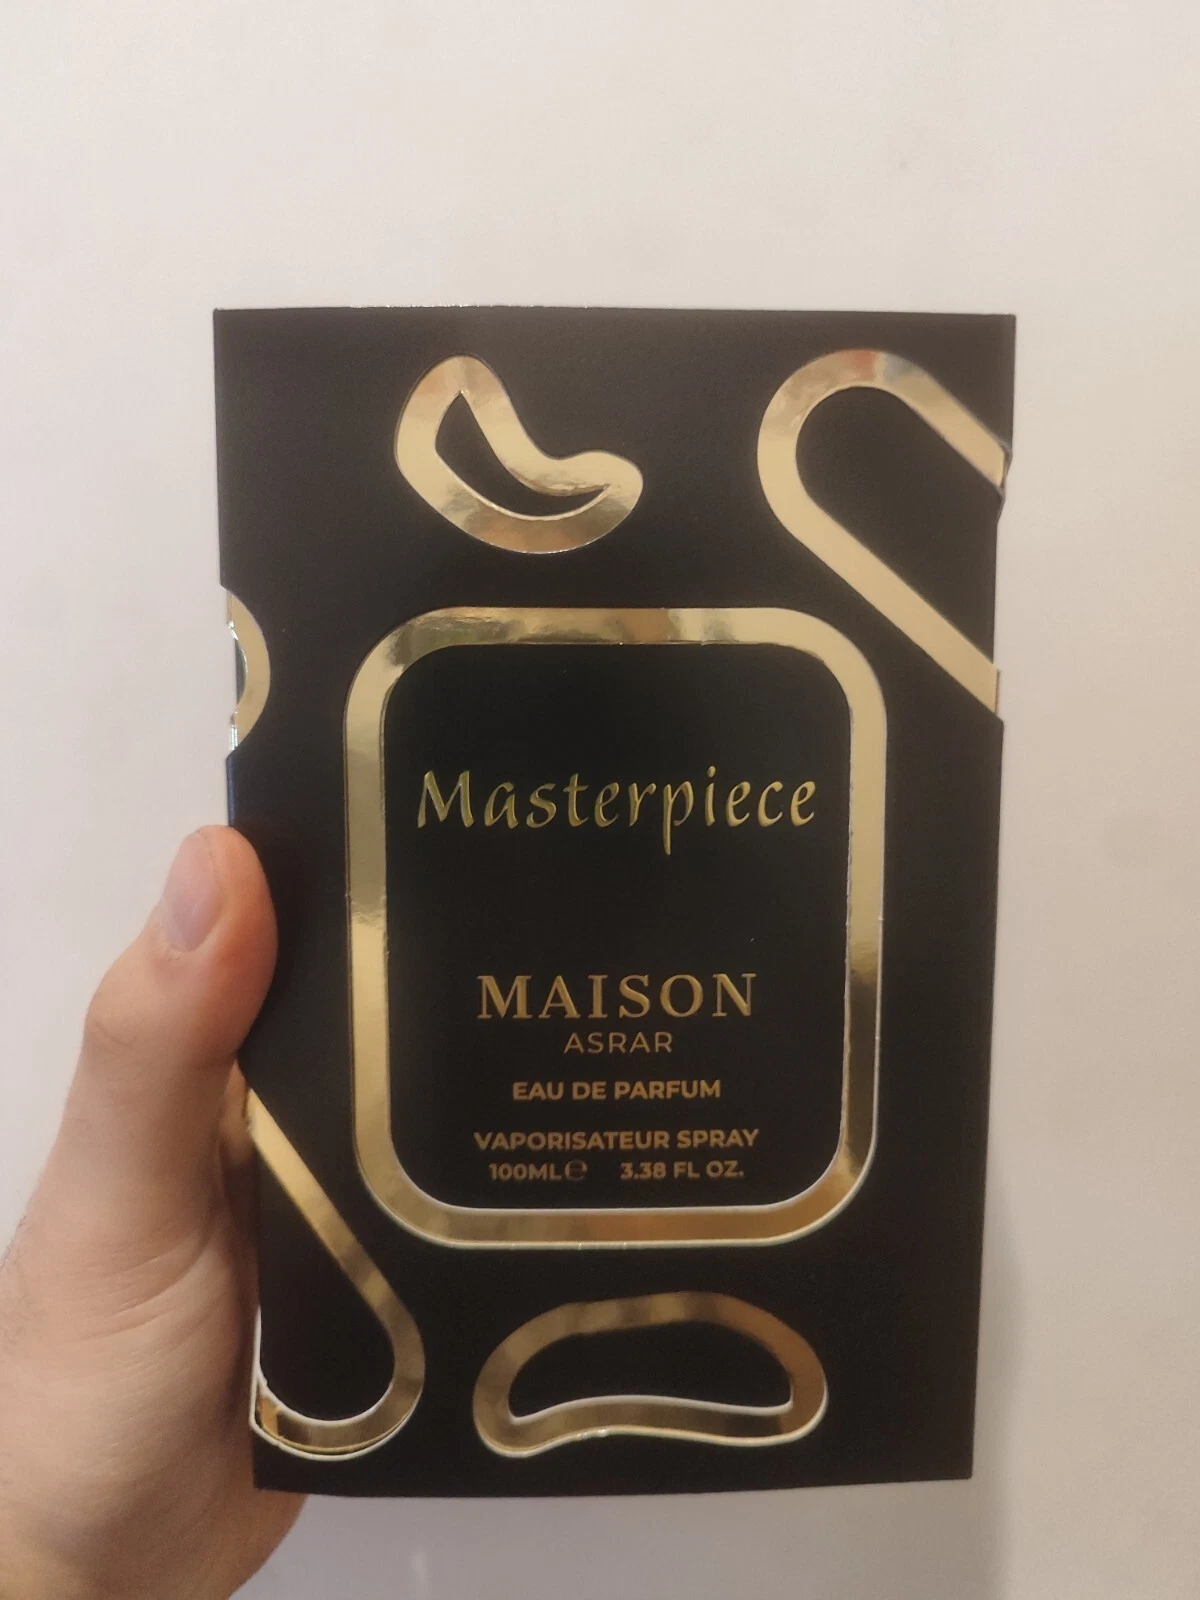 Masterpiece
MAISON
ASRAR
EAU DE PARFUM
VAPORISATEUR SPRAY
100ML℮ 3.38 FL OZ.